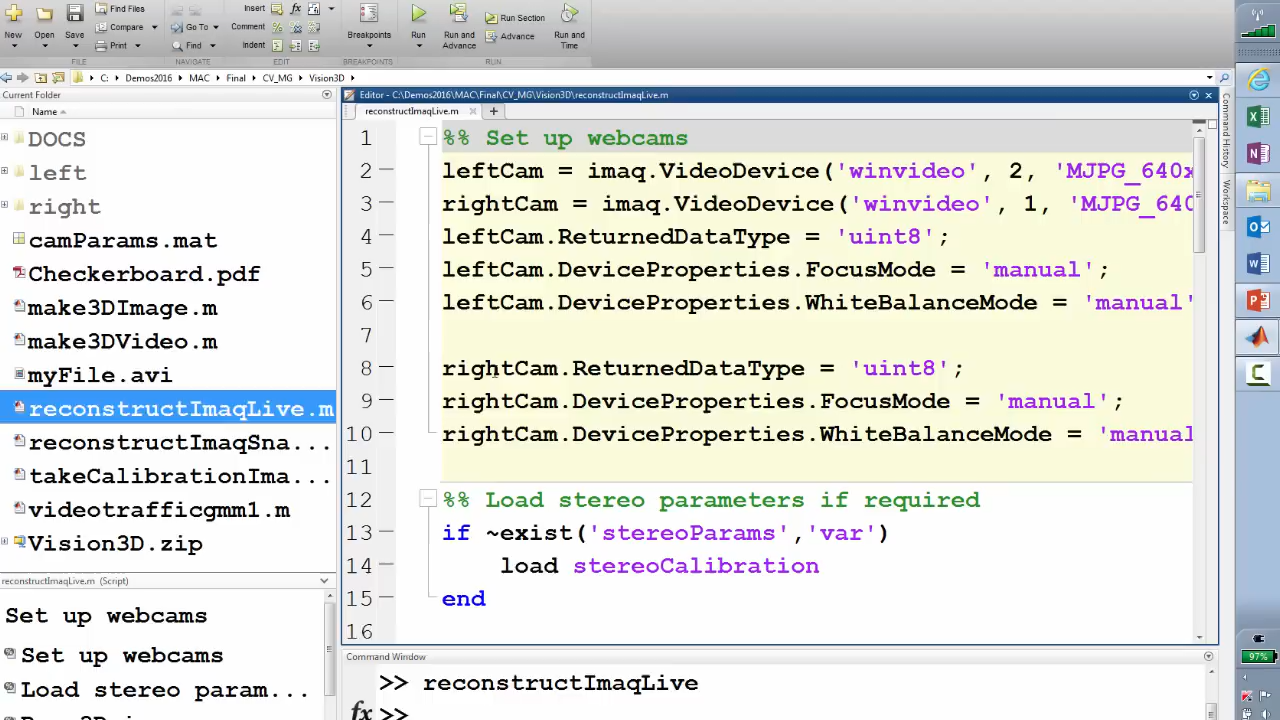 Insert
fx
Find Files
Compare
Go To
Comment
%
Run Section
New
Open
Save
Print
Find
Indent
Breakpoints
Run
Run and
Advance
Advance
Run and
Time
FILE
NAVIGATE
EDIT
BREAKPOINTS
RUN
C: Demos2016 MAC Final CV_MG Vision3D
Current Folder
Name
DOCS
left
right
camParams.mat
Checkerboard.pdf
make3DImage.m
make3DVideo.m
myFile.avi
reconstructImaqLive.m
reconstructImaqSna...
takeCalibrationIma...
videotrafficgmm1.m
Vision3D.zip
reconstructImaqLive.m (Script)
Set up webcams
Set up webcams
Load stereo param...
Editor - C:\Demos2016\MAC\Final\CV_MG\Vision3D\reconstructImaqLive.m
reconstructImaqLive.m
1 %% Set up webcams
2 leftCam = imaq.VideoDevice('winvideo', 2, 'MJPG_640x
3 rightCam = imaq.VideoDevice('winvideo', 1, 'MJPG_640
4 leftCam.ReturnedDataType = 'uint8';
5 leftCam.DeviceProperties.FocusMode = 'manual';
6 leftCam.DeviceProperties.WhiteBalanceMode = 'manual'
7
8 rightCam.ReturnedDataType = 'uint8';
9 rightCam.DeviceProperties.FocusMode = 'manual';
10 rightCam.DeviceProperties.WhiteBalanceMode = 'manual
11
12 %% Load stereo parameters if required
13 if ~exist('stereoParams','var')
14 load stereoCalibration
15 end
16
Command Window
>> reconstructImaqLive
fx >>
Command History
Workspace
97%